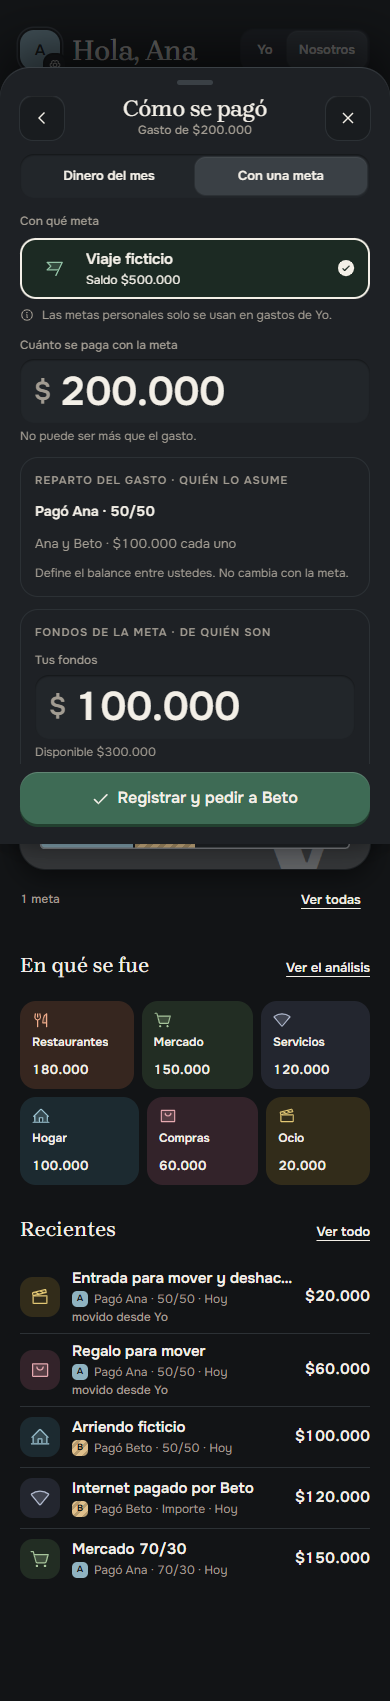 A
Hola, Ana
Yo
Nosotros
Cómo se pagó
Gasto de $200.000
Dinero del mes
Con una meta
Con qué meta
Viaje ficticio
Saldo $500.000
Las metas personales solo se usan en gastos de Yo.
Cuánto se paga con la meta
$ 200.000
No puede ser más que el gasto.
REPARTO DEL GASTO · QUIÉN LO ASUME
Pagó Ana · 50/50
Ana y Beto · $100.000 cada uno
Define el balance entre ustedes. No cambia con la meta.
FONDOS DE LA META · DE QUIÉN SON
Tus fondos
$ 100.000
Disponible $300.000
Registrar y pedir a Beto
1 meta
Ver todas
En qué se fue
Ver el análisis
Restaurantes
180.000
Mercado
150.000
Servicios
120.000
Hogar
100.000
Compras
60.000
Ocio
20.000
Recientes
Ver todo
Entrada para mover y deshac...
$20.000
A Pagó Ana · 50/50 · Hoy
movido desde Yo
Regalo para mover
$60.000
A Pagó Ana · 50/50 · Hoy
movido desde Yo
Arriendo ficticio
$100.000
B Pagó Beto · 50/50 · Hoy
Internet pagado por Beto
$120.000
B Pagó Beto · Importe · Hoy
Mercado 70/30
$150.000
A Pagó Ana · 70/30 · Hoy